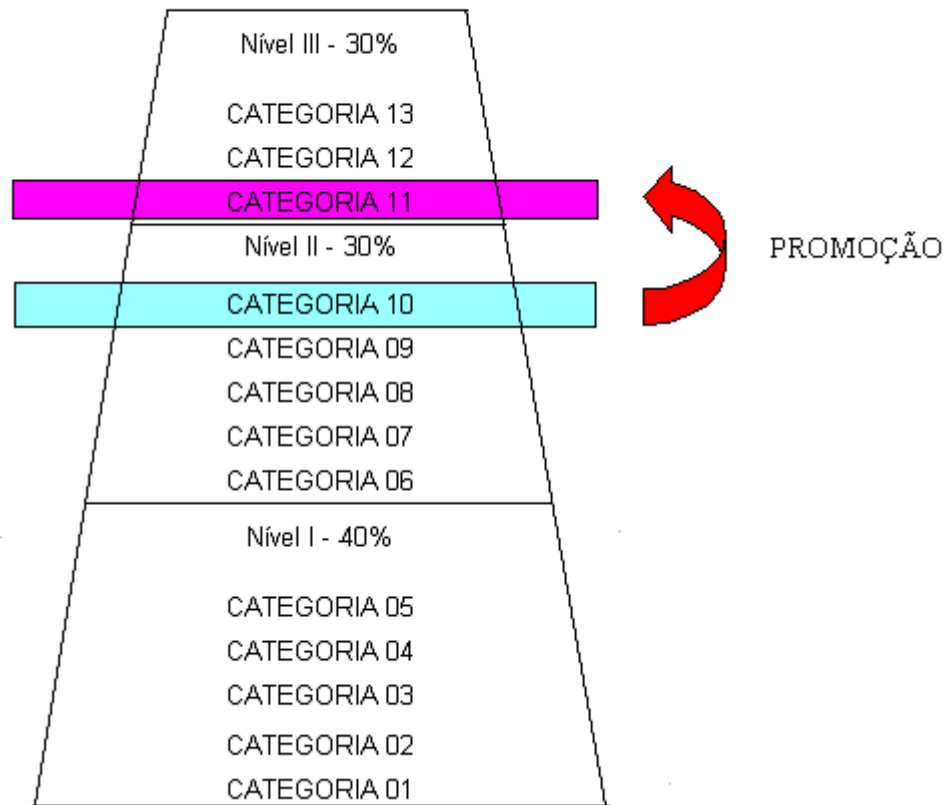 Nível III - 30%
CATEGORIA 13
CATEGORIA 12
CATEGORIA 11
Nível II - 30%
PROMOÇÃO
CATEGORIA 10
CATEGORIA 09
CATEGORIA 08
CATEGORIA 07
CATEGORIA 06
Nível I - 40%
CATEGORIA 05
CATEGORIA 04
CATEGORIA 03
CATEGORIA 02
CATEGORIA 01